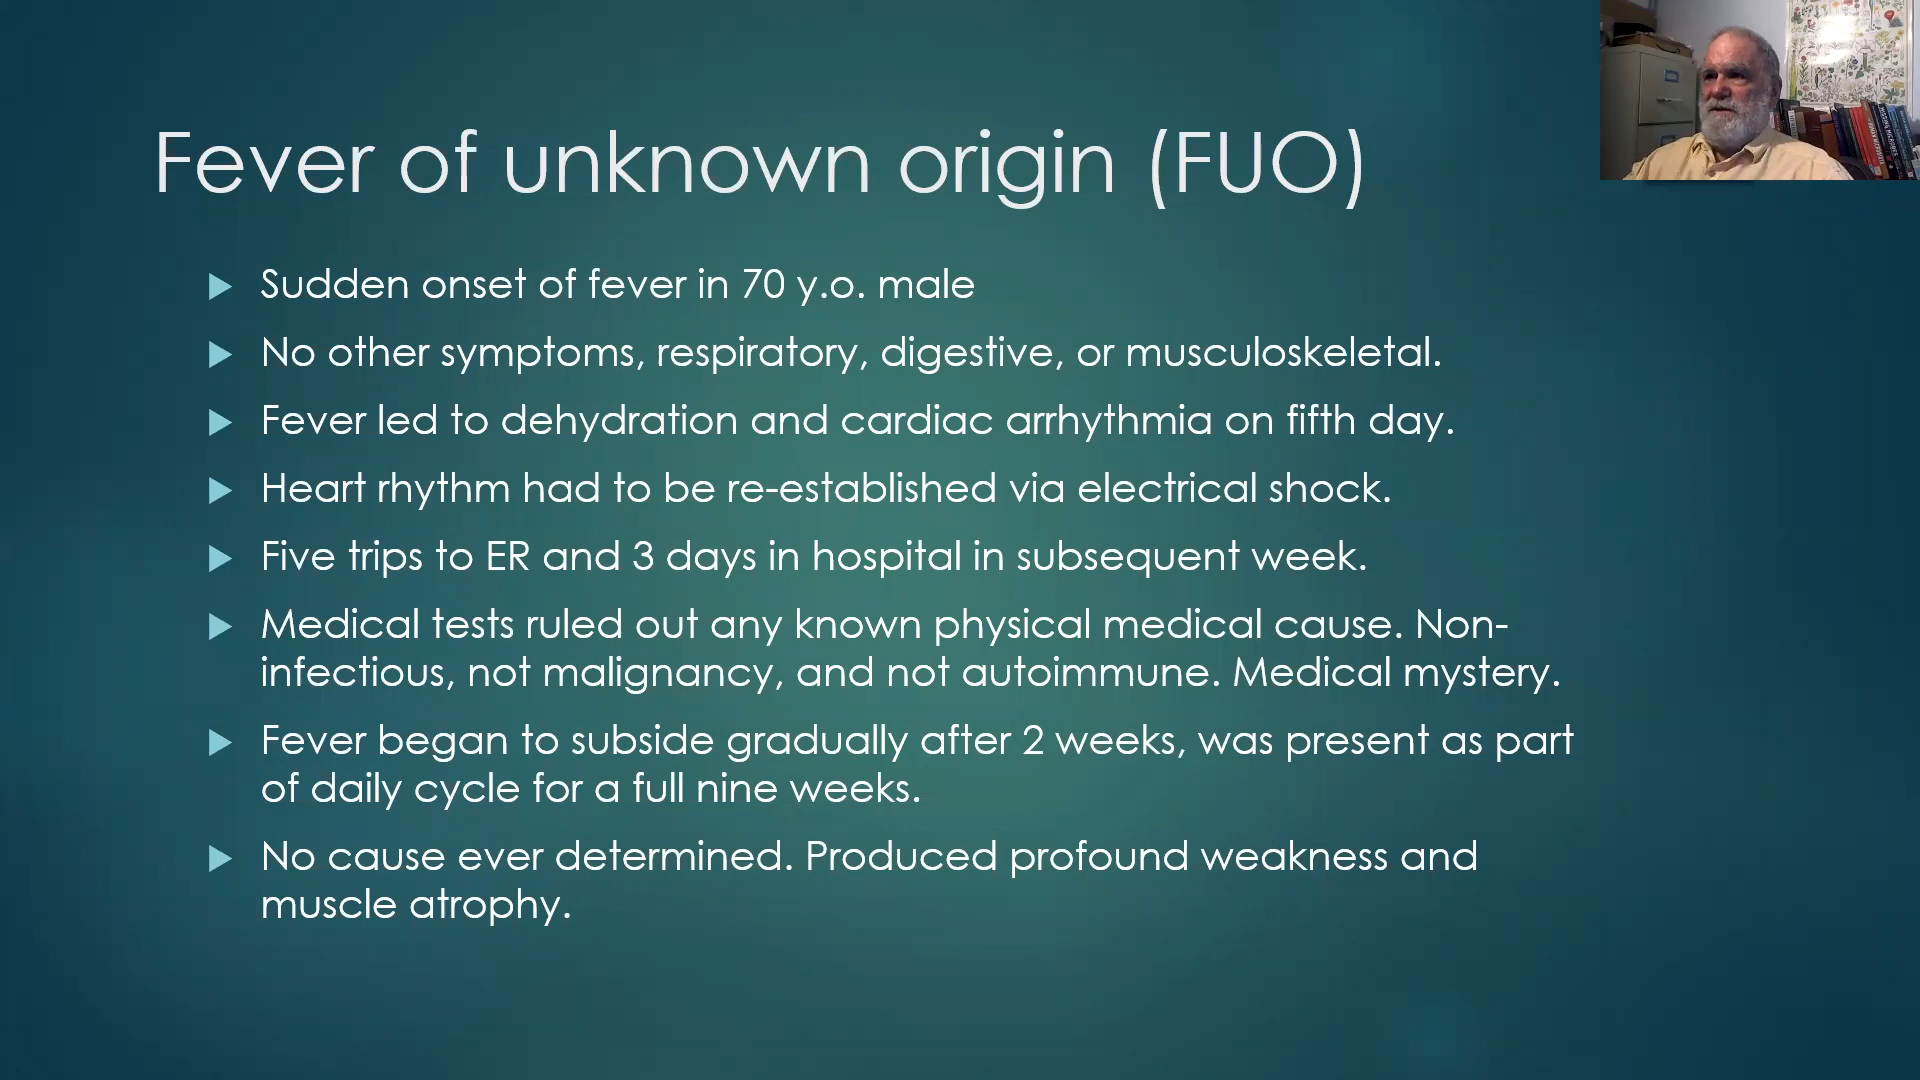 Fever of unknown origin (FUO)
Sudden onset of fever in 70 y.o. male
No other symptoms, respiratory, digestive, or musculoskeletal.
Fever led to dehydration and cardiac arrhythmia on fifth day.
Heart rhythm had to be re-established via electrical shock.
Five trips to ER and 3 days in hospital in subsequent week.
Medical tests ruled out any known physical medical cause. Non-
infectious, not malignancy, and not autoimmune. Medical mystery.
Fever began to subside gradually after 2 weeks, was present as part
of daily cycle for a full nine weeks.
No cause ever determined. Produced profound weakness and
muscle atrophy.